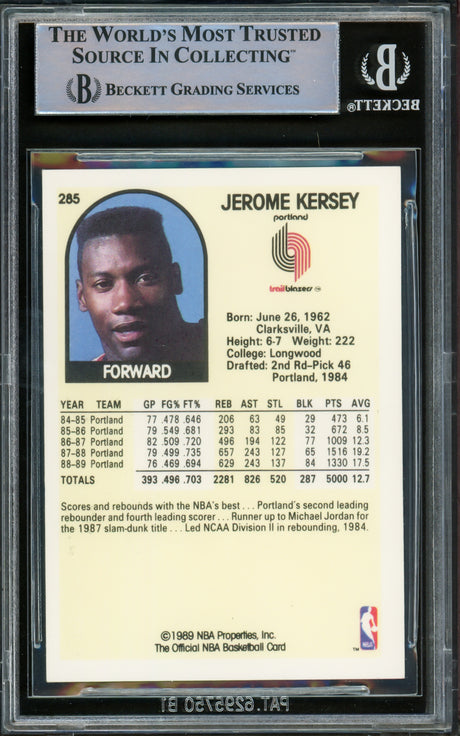 THE WORLD'S MOST TRUSTED
SOURCE IN COLLECTING™
B BECKETT GRADING SERVICES
B
BECKETT®
285
JEROME KERSEY
portland
trail blazers ™
FORWARD
Born: June 26, 1962
Clarksville, VA
Height: 6-7 Weight: 222
College: Longwood
Drafted: 2nd Rd-Pick 46
Portland, 1984
YEAR TEAM GP FG% FT% REB AST STL BLK PTS AVG
84-85 Portland 77 .478 .646 206 63 49 29 473 6.1
85-86 Portland 79 .549 .681 293 83 85 32 672 8.5
86-87 Portland 82 .509 .720 496 194 122 77 1009 12.3
87-88 Portland 79 .499 .735 657 243 127 65 1516 19.2
88-89 Portland 76 .469 .694 629 243 137 84 1330 17.5
TOTALS 393 .496 .703 2281 826 520 287 5000 12.7
Scores and rebounds with the NBA's best . . . Portland's second leading
rebounder and fourth leading scorer . . . Runner up to Michael Jordan for
the 1987 slam-dunk title . . . Led NCAA Division II in rebounding, 1984.
©1989 NBA Properties, Inc.
The Official NBA Basketball Card
NBA
™
PAT. 6295750 B1